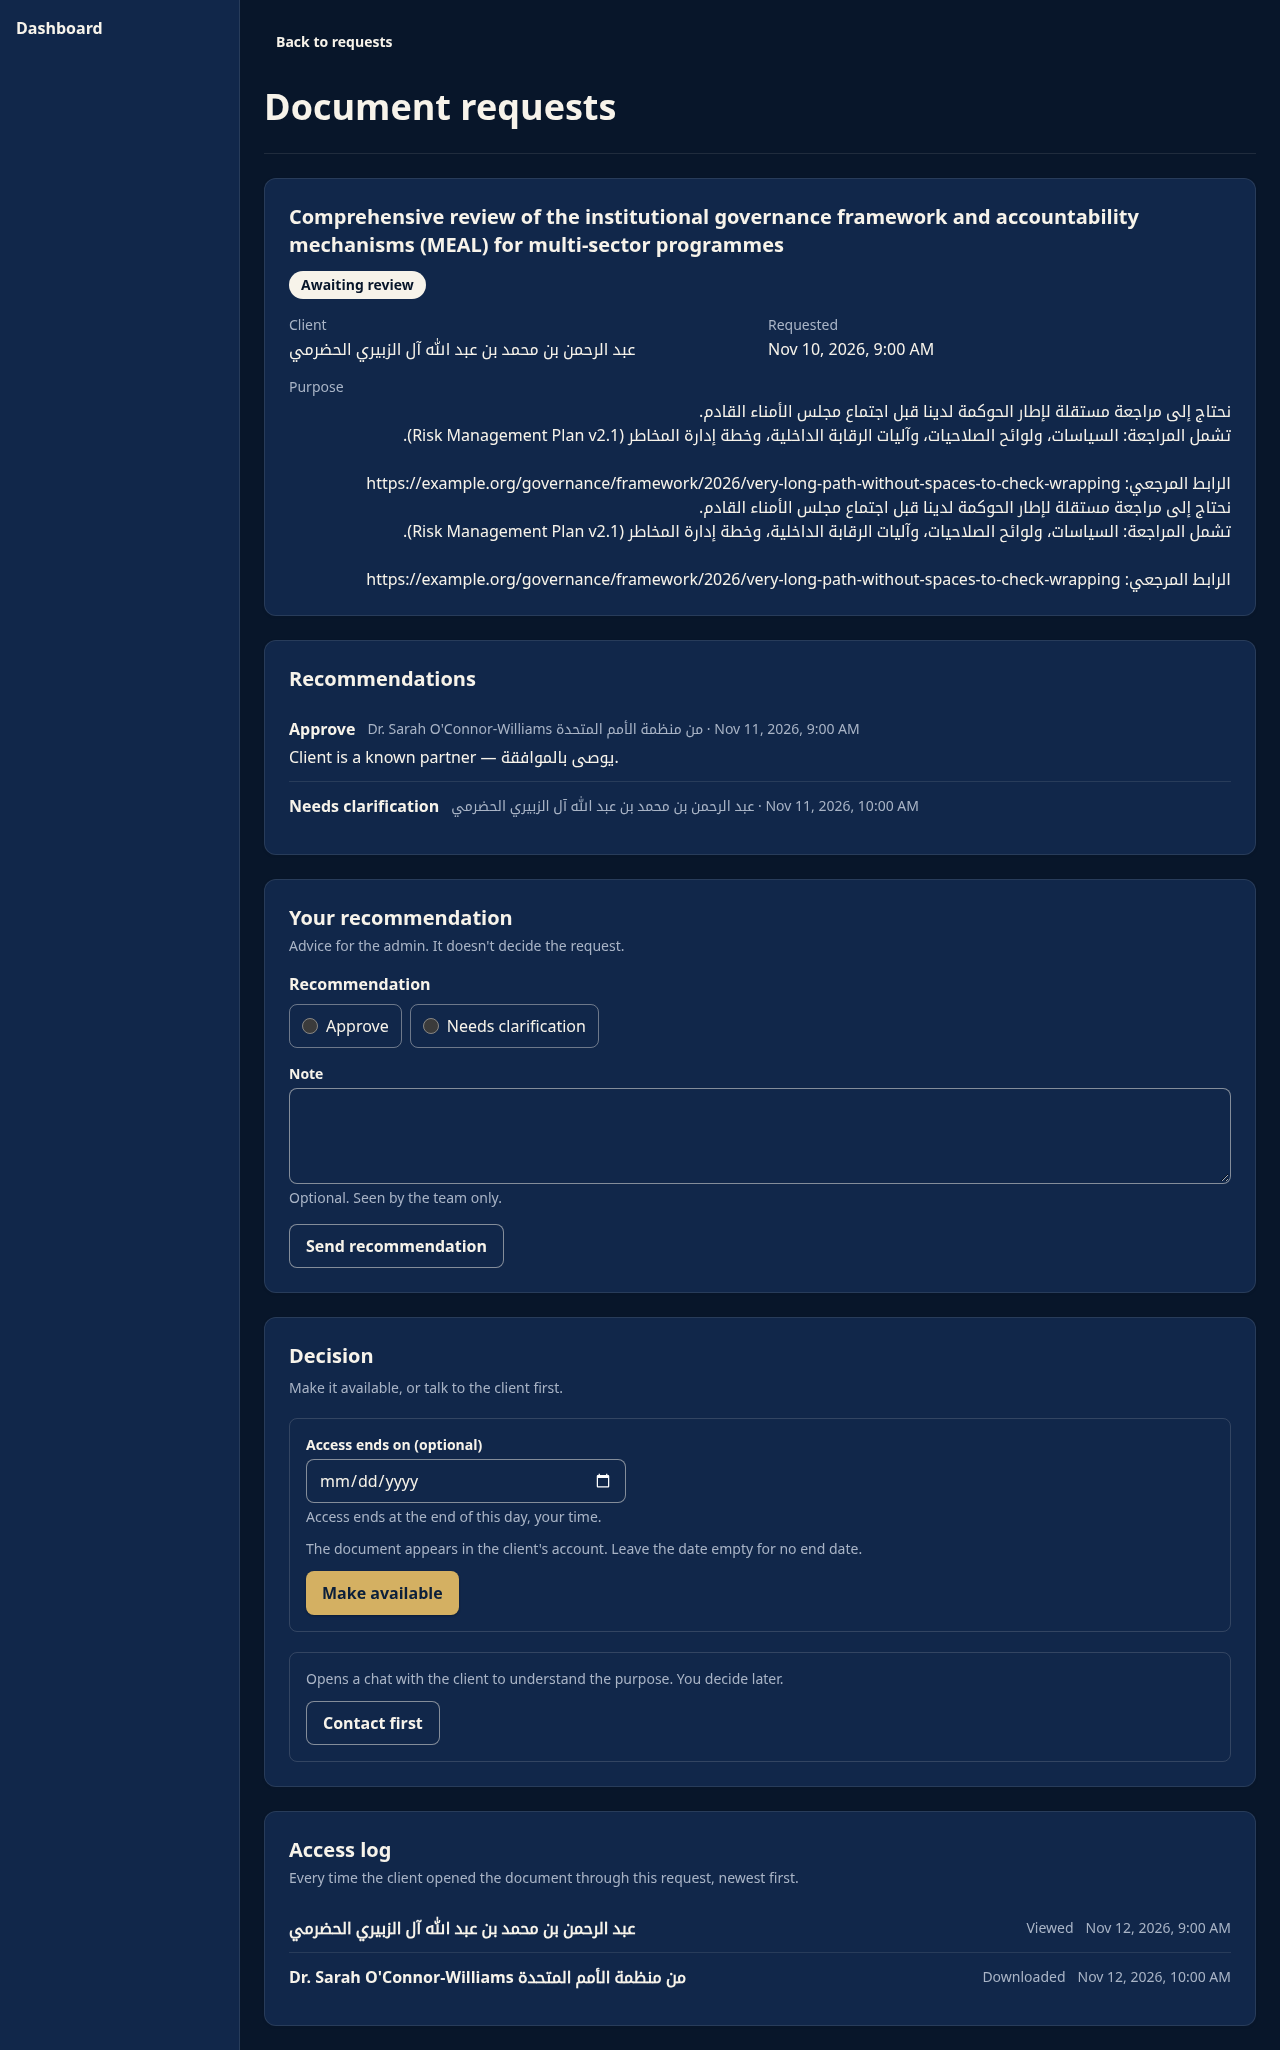 Dashboard
Back to requests
Document requests
Comprehensive review of the institutional governance framework and accountability
mechanisms (MEAL) for multi-sector programmes
Awaiting review
Client
عبد الرحمن بن محمد بن عبد الله آل الزبيري الحضرمي
Requested
Nov 10, 2026, 9:00 AM
Purpose
نحتاج إلى مراجعة مستقلة لإطار الحوكمة لدينا قبل اجتماع مجلس الأمناء القادم.
تشمل المراجعة: السياسات، ولوائح الصلاحيات، وآليات الرقابة الداخلية، وخطة إدارة المخاطر (Risk Management Plan v2.1).
الرابط المرجعي: https://example.org/governance/framework/2026/very-long-path-without-spaces-to-check-wrapping
نحتاج إلى مراجعة مستقلة لإطار الحوكمة لدينا قبل اجتماع مجلس الأمناء القادم.
تشمل المراجعة: السياسات، ولوائح الصلاحيات، وآليات الرقابة الداخلية، وخطة إدارة المخاطر (Risk Management Plan v2.1).
الرابط المرجعي: https://example.org/governance/framework/2026/very-long-path-without-spaces-to-check-wrapping
Recommendations
Approve Dr. Sarah O'Connor-Williams من منظمة الأمم المتحدة · Nov 11, 2026, 9:00 AM
Client is a known partner — يوصى بالموافقة.
Needs clarification عبد الرحمن بن محمد بن عبد الله آل الزبيري الحضرمي · Nov 11, 2026, 10:00 AM
Your recommendation
Advice for the admin. It doesn't decide the request.
Recommendation
Approve Needs clarification
Note
Optional. Seen by the team only.
Send recommendation
Decision
Make it available, or talk to the client first.
Access ends on (optional)
mm/dd/yyyy
Access ends at the end of this day, your time.
The document appears in the client's account. Leave the date empty for no end date.
Make available
Opens a chat with the client to understand the purpose. You decide later.
Contact first
Access log
Every time the client opened the document through this request, newest first.
عبد الرحمن بن محمد بن عبد الله آل الزبيري الحضرمي Viewed Nov 12, 2026, 9:00 AM
Dr. Sarah O'Connor-Williams من منظمة الأمم المتحدة Downloaded Nov 12, 2026, 10:00 AM